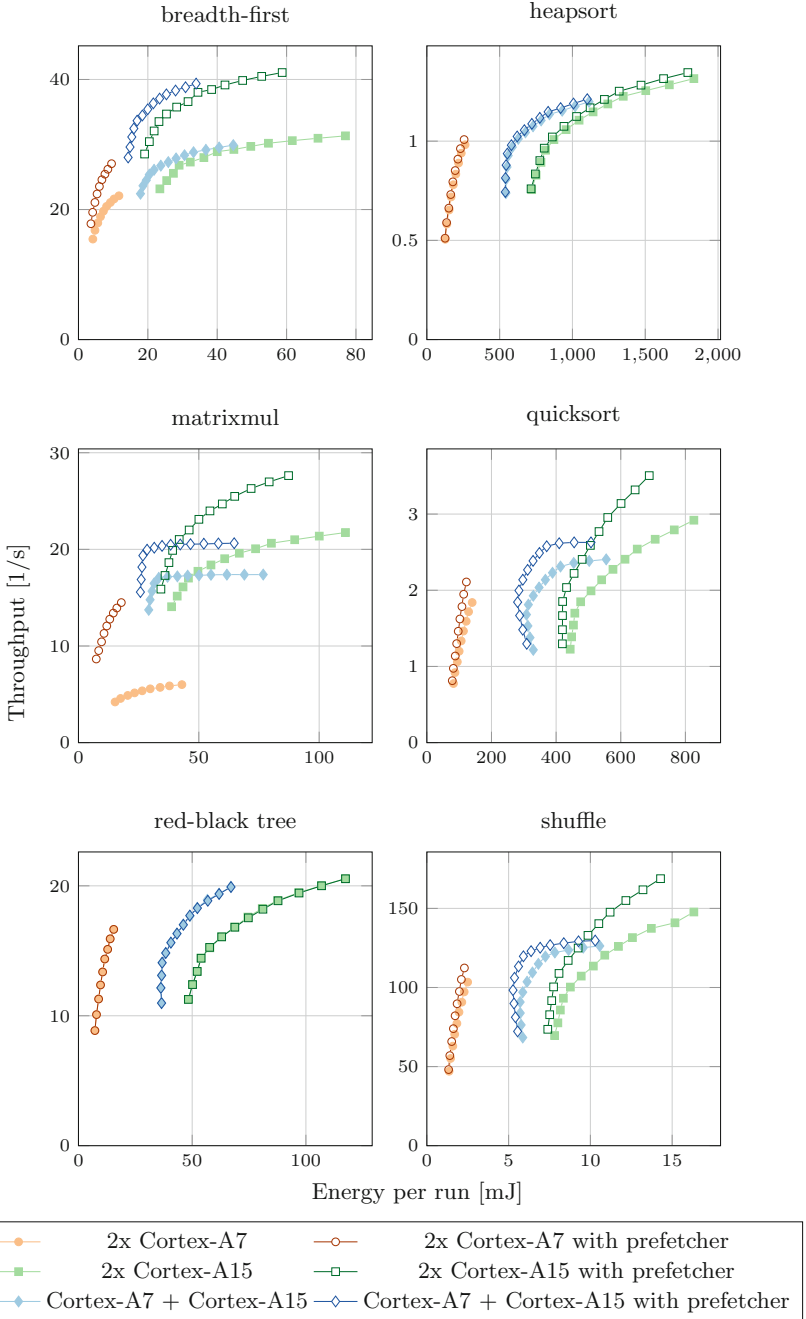 breadth-first
heapsort
40
20
0
0 20 40 60 80
1
0.5
0
0 500 1,000 1,500 2,000
matrixmul
quicksort
Throughput [1/s]
30
20
10
0
0 50 100
3
2
1
0
0 200 400 600 800
red-black tree
shuffle
20
10
0
0 50 100
150
100
50
0
0 5 10 15
Energy per run [mJ]
2x Cortex-A7 2x Cortex-A7 with prefetcher
2x Cortex-A15 2x Cortex-A15 with prefetcher
Cortex-A7 + Cortex-A15 Cortex-A7 + Cortex-A15 with prefetcher